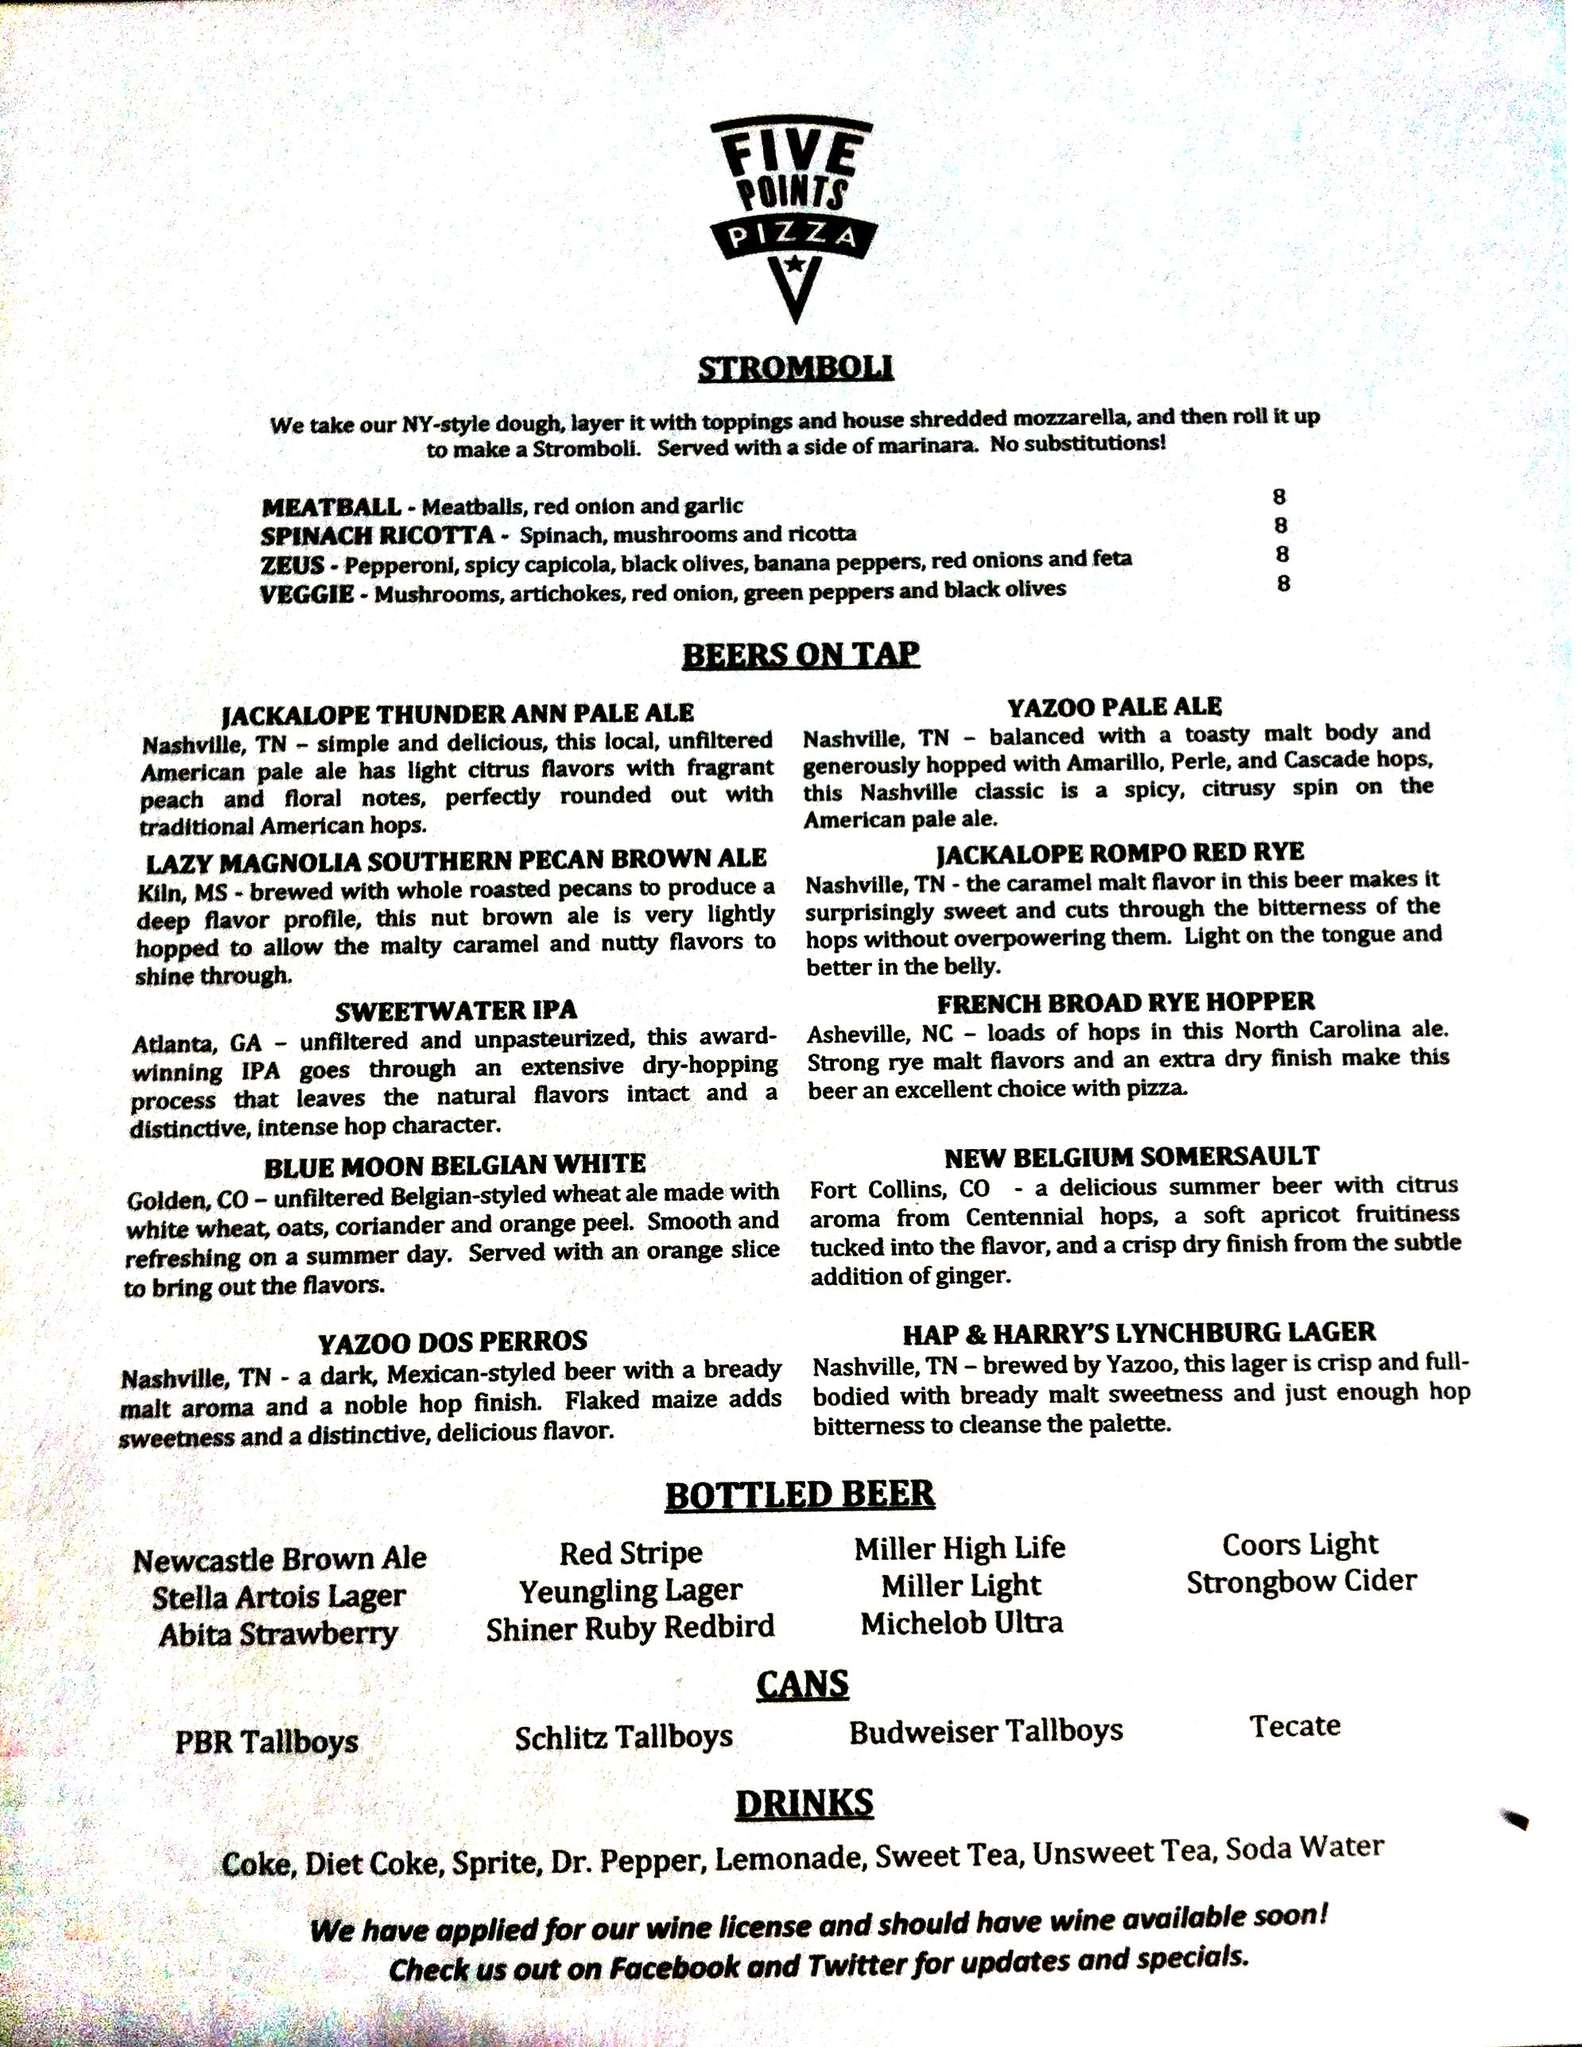 FIVE
POINTS
PIZZA
STROMBOLI
We take our NY-style dough, layer it with toppings and house shredded mozzarella, and then roll it up
to make a Stromboli. Served with a side of marinara. No substitutions!
MEATBALL - Meatballs, red onion and garlic 8
SPINACH RICOTTA - Spinach, mushrooms and ricotta 8
ZEUS - Pepperoni, spicy capicola, black olives, banana peppers, red onions and feta 8
VEGGIE - Mushrooms, artichokes, red onion, green peppers and black olives 8
BEERS ON TAP
JACKALOPE THUNDER ANN PALE ALE
Nashville, TN – simple and delicious, this local, unfiltered
American pale ale has light citrus flavors with fragrant
peach and floral notes, perfectly rounded out with
traditional American hops.
LAZY MAGNOLIA SOUTHERN PECAN BROWN ALE
Kiln, MS - brewed with whole roasted pecans to produce a
deep flavor profile, this nut brown ale is very lightly
hopped to allow the malty caramel and nutty flavors to
shine through.
SWEETWATER IPA
Atlanta, GA – unfiltered and unpasteurized, this award-
winning IPA goes through an extensive dry-hopping
process that leaves the natural flavors intact and a
distinctive, intense hop character.
BLUE MOON BELGIAN WHITE
Golden, CO – unfiltered Belgian-styled wheat ale made with
white wheat, oats, coriander and orange peel. Smooth and
refreshing on a summer day. Served with an orange slice
to bring out the flavors.
YAZOO DOS PERROS
Nashville, TN - a dark, Mexican-styled beer with a bready
malt aroma and a noble hop finish. Flaked maize adds
sweetness and a distinctive, delicious flavor.
YAZOO PALE ALE
Nashville, TN – balanced with a toasty malt body and
generously hopped with Amarillo, Perle, and Cascade hops,
this Nashville classic is a spicy, citrusy spin on the
American pale ale.
JACKALOPE ROMPO RED RYE
Nashville, TN - the caramel malt flavor in this beer makes it
surprisingly sweet and cuts through the bitterness of the
hops without overpowering them. Light on the tongue and
better in the belly.
FRENCH BROAD RYE HOPPER
Asheville, NC – loads of hops in this North Carolina ale.
Strong rye malt flavors and an extra dry finish make this
beer an excellent choice with pizza.
NEW BELGIUM SOMERSAULT
Fort Collins, CO - a delicious summer beer with citrus
aroma from Centennial hops, a soft apricot fruitiness
tucked into the flavor, and a crisp dry finish from the subtle
addition of ginger.
HAP & HARRY'S LYNCHBURG LAGER
Nashville, TN – brewed by Yazoo, this lager is crisp and full-
bodied with bready malt sweetness and just enough hop
bitterness to cleanse the palette.
BOTTLED BEER
Newcastle Brown Ale Red Stripe Miller High Life Coors Light
Stella Artois Lager Yeungling Lager Miller Light Strongbow Cider
Abita Strawberry Shiner Ruby Redbird Michelob Ultra
CANS
PBR Tallboys Schlitz Tallboys Budweiser Tallboys Tecate
DRINKS
Coke, Diet Coke, Sprite, Dr. Pepper, Lemonade, Sweet Tea, Unsweet Tea, Soda Water
We have applied for our wine license and should have wine available soon!
Check us out on Facebook and Twitter for updates and specials.